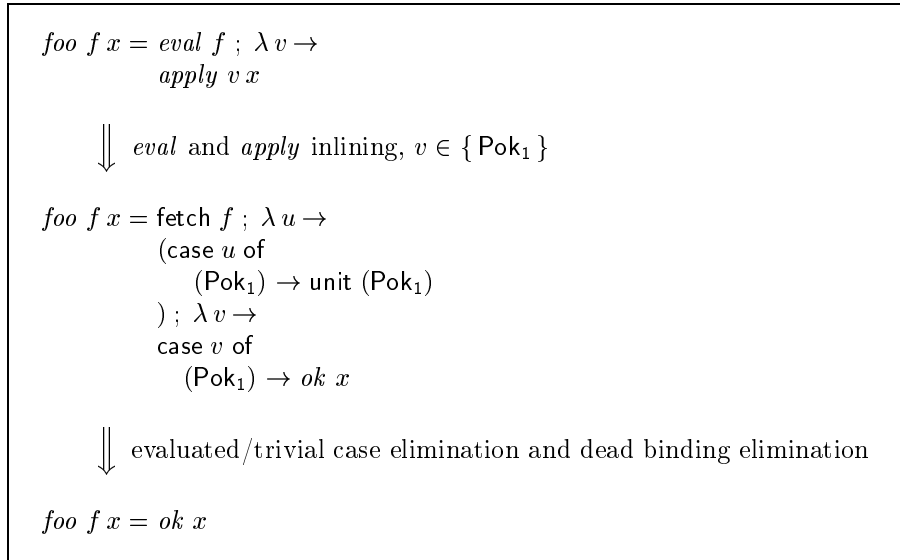 foo f x = eval f ; λ v →
apply v x
⇓ eval and apply inlining, v ∈ { Pok₁ }
foo f x = fetch f ; λ u →
(case u of
(Pok₁) → unit (Pok₁)
) ; λ v →
case v of
(Pok₁) → ok x
⇓ evaluated/trivial case elimination and dead binding elimination
foo f x = ok x